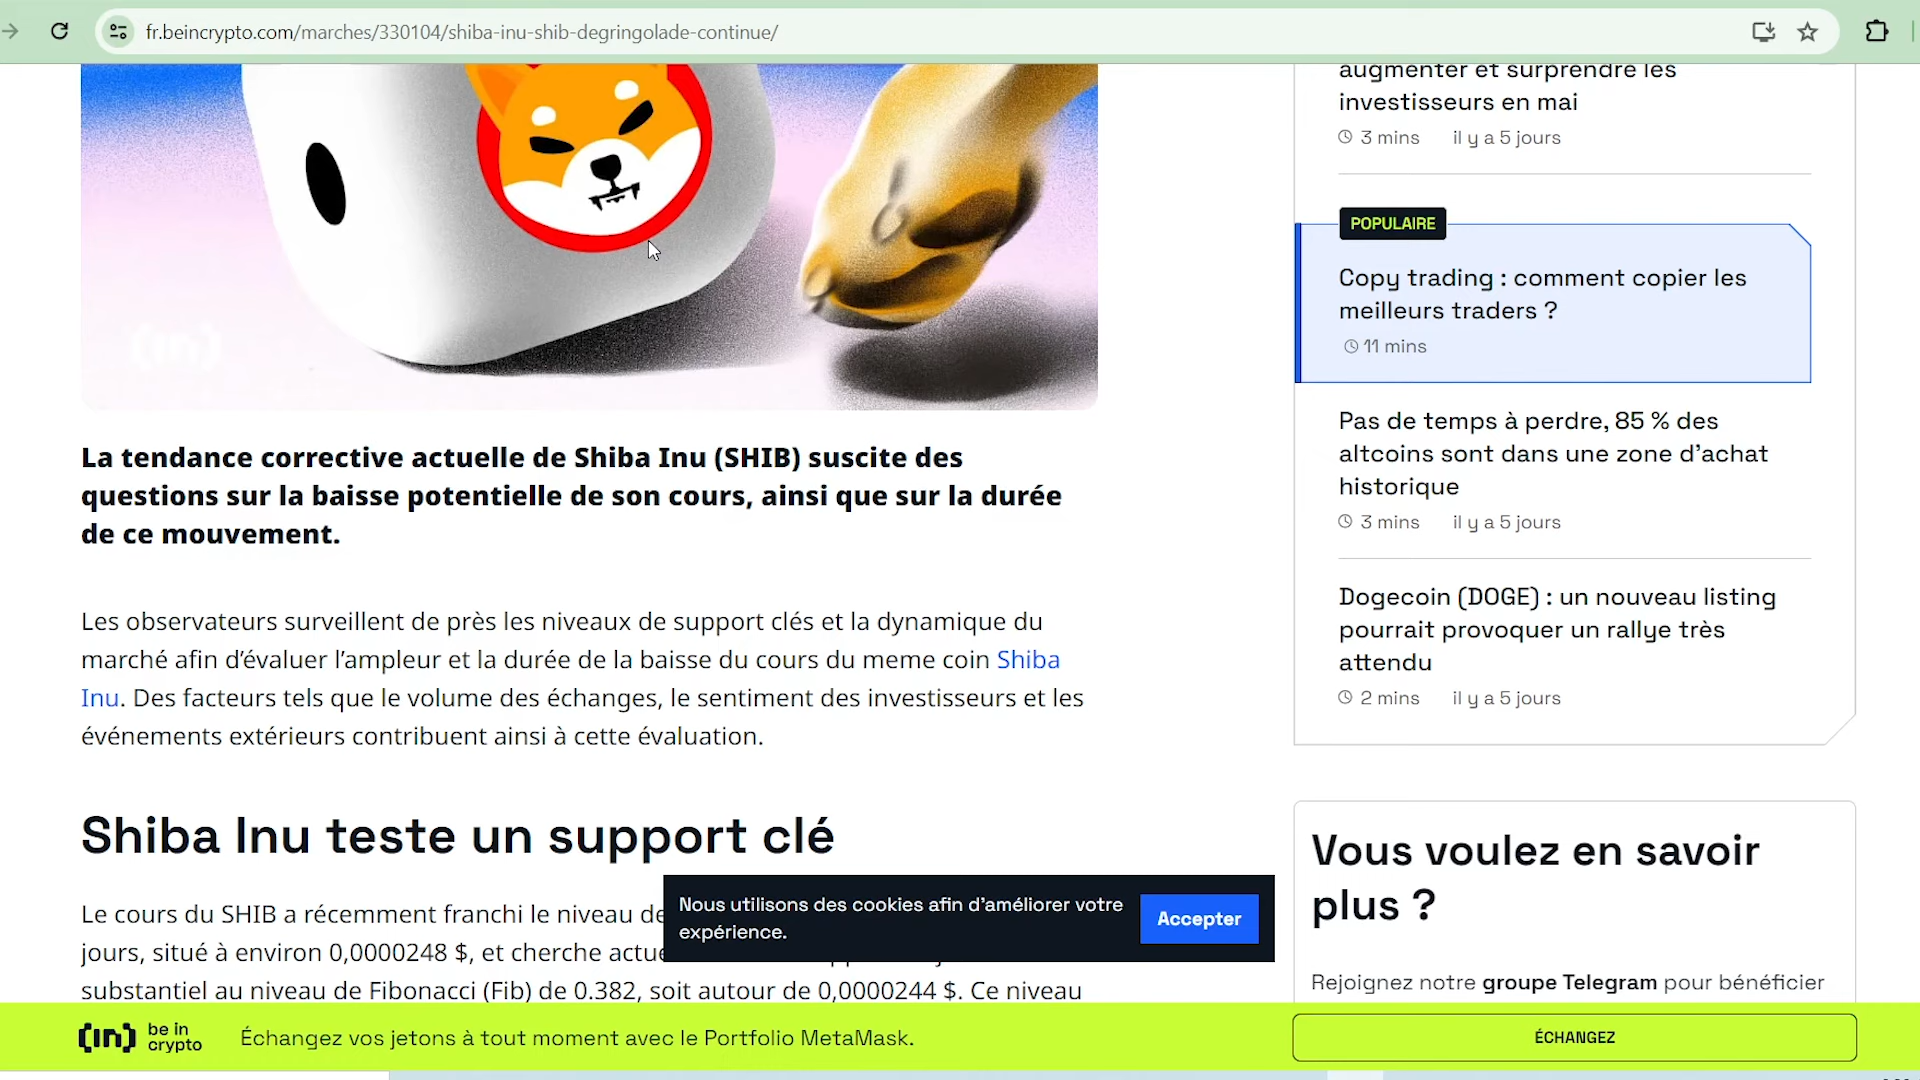 fr.beincrypto.com/marches/330104/shiba-inu-shib-degringolade-continue/
(in)
La tendance corrective actuelle de Shiba Inu (SHIB) suscite des
questions sur la baisse potentielle de son cours, ainsi que sur la durée
de ce mouvement.
Les observateurs surveillent de près les niveaux de support clés et la dynamique du
marché afin d’évaluer l’ampleur et la durée de la baisse du cours du meme coin Shiba
Inu. Des facteurs tels que le volume des échanges, le sentiment des investisseurs et les
événements extérieurs contribuent ainsi à cette évaluation.
Shiba Inu teste un support clé
Le cours du SHIB a récemment franchi le niveau de
jours, situé à environ 0,0000248 $, et cherche
substantiel au niveau de Fibonacci (Fib) de 0.382, soit autour de 0,0000244 $. Ce niveau
augmenter et surprendre les
investisseurs en mai
3 mins il y a 5 jours
POPULAIRE
Copy trading : comment copier les
meilleurs traders ?
11 mins
Pas de temps à perdre, 85 % des
altcoins sont dans une zone d’achat
historique
3 mins il y a 5 jours
Dogecoin (DOGE) : un nouveau listing
pourrait provoquer un rallye très
attendu
2 mins il y a 5 jours
Vous voulez en savoir
plus ?
Rejoignez notre groupe Telegram pour bénéficier
Nous utilisons des cookies afin d’améliorer votre
expérience.
Accepter
(in) be in
crypto
Échangez vos jetons à tout moment avec le Portfolio MetaMask.
ÉCHANGEZ